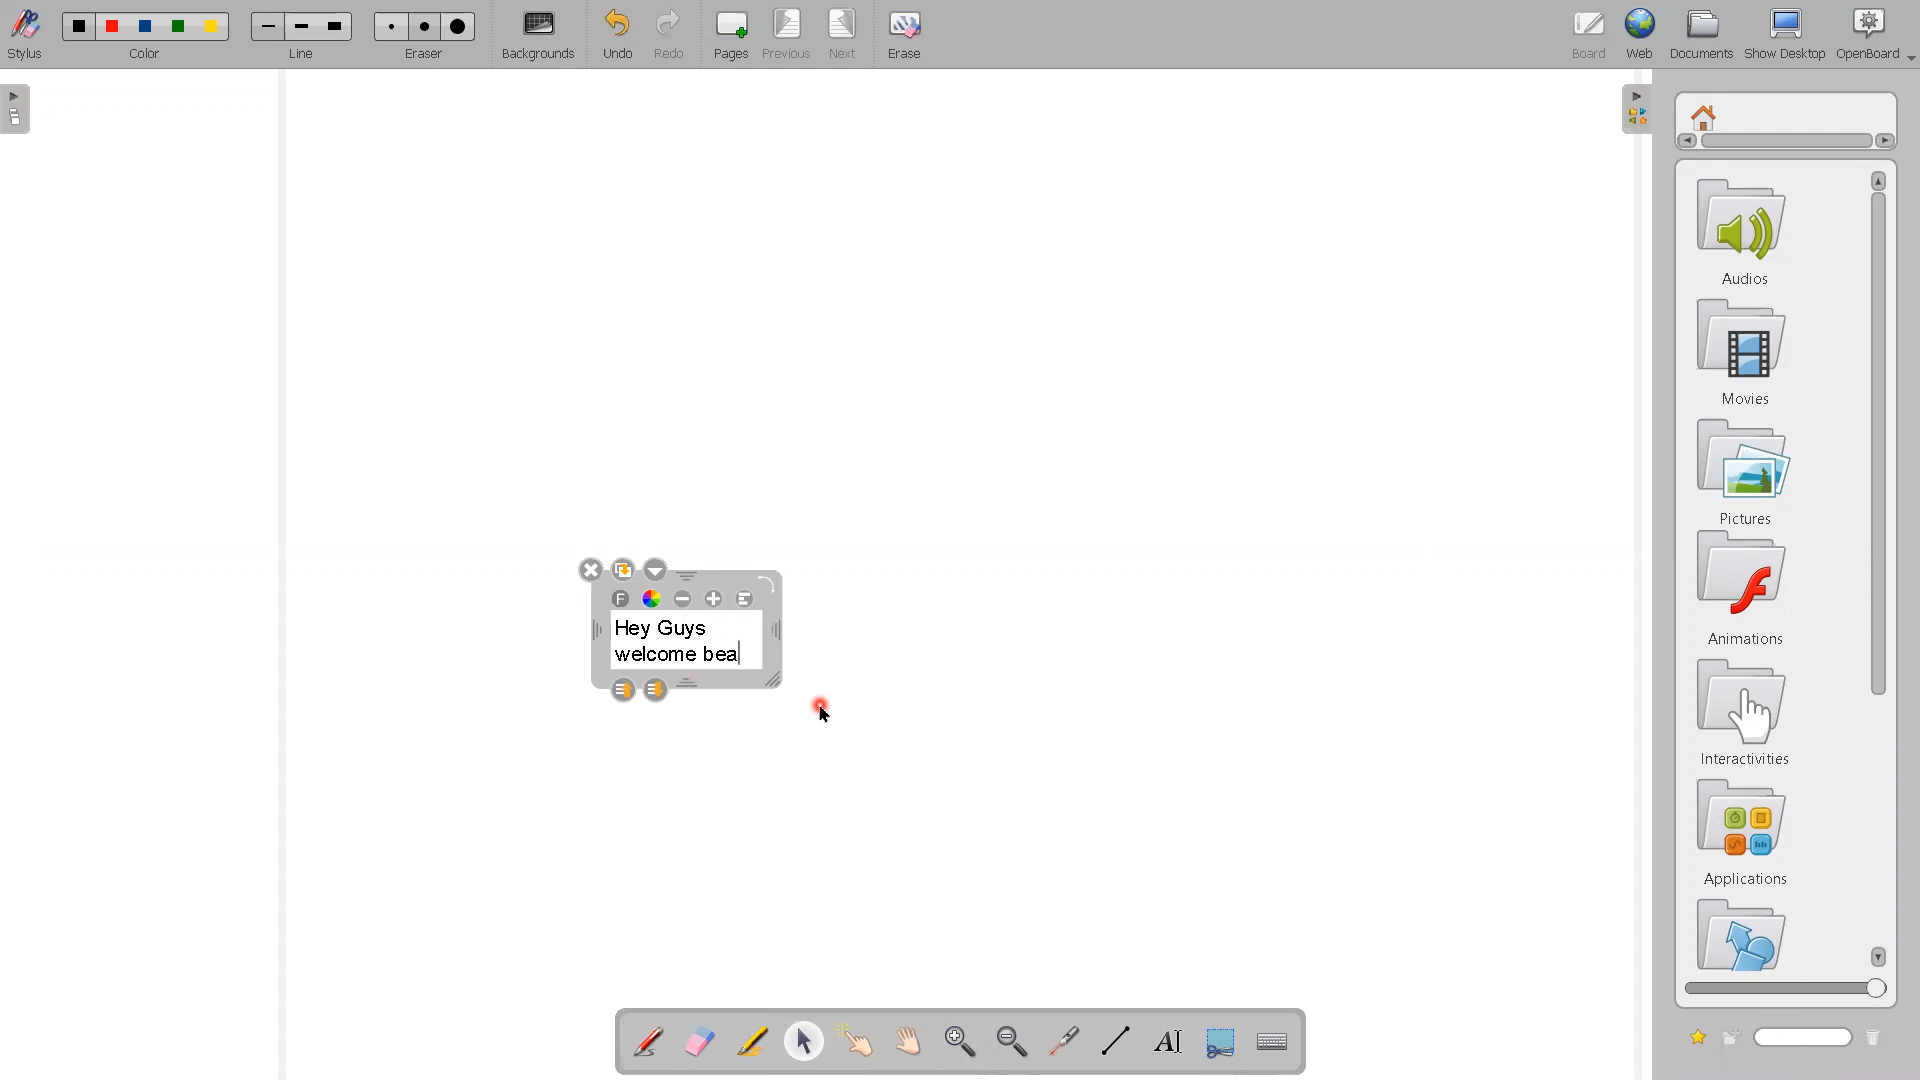 Stylus
Color
Line
Eraser
Backgrounds
Undo
Redo
Pages
Previous
Next
Erase
Board
Web
Documents
Show Desktop
OpenBoard
F
Hey Guys
welcome bea
Audios
Movies
Pictures
Animations
Interactivities
Applications